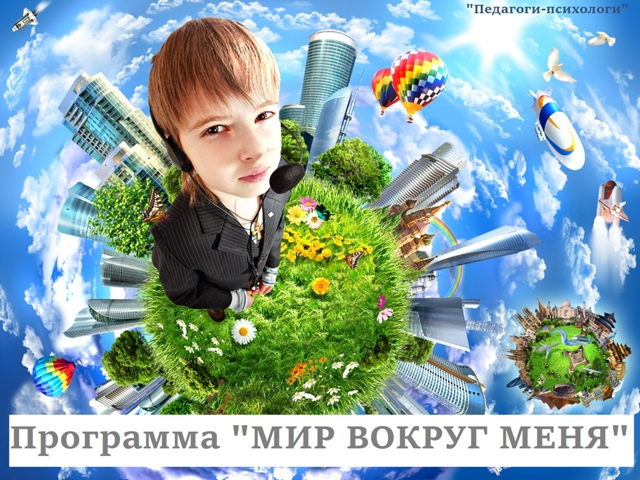 "Педагоги-психологи"
Программа "МИР ВОКРУГ МЕНЯ"